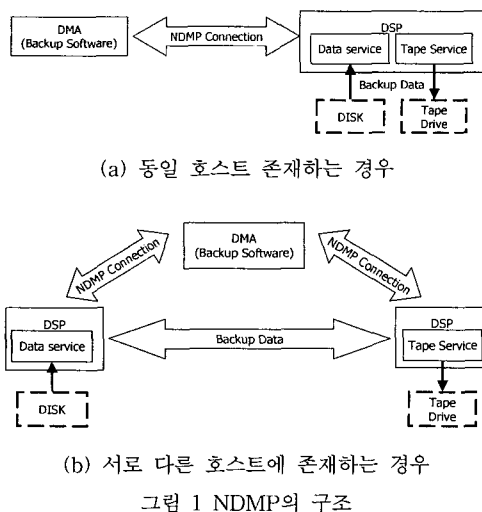 DMA
(Backup Software)
NDMP Connection
DSP
Data service
Tape Service
Backup Data
DISK
Tape
Drive
(a) 동일 호스트 존재하는 경우
DMA
(Backup Software)
NDMP Connection
NDMP Connection
DSP
Data service
Backup Data
DSP
Tape Service
DISK
Tape
Drive
(b) 서로 다른 호스트에 존재하는 경우
그림 1 NDMP의 구조